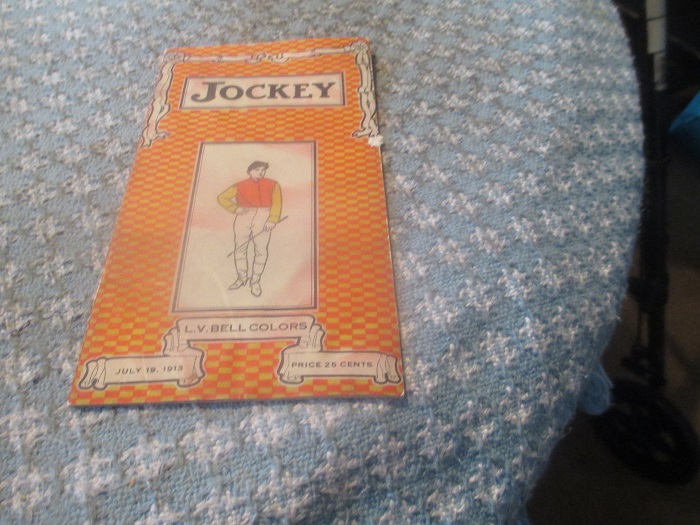 JOCKEY
L.V. BELL COLORS
JULY 19, 1913
PRICE 25 CENTS